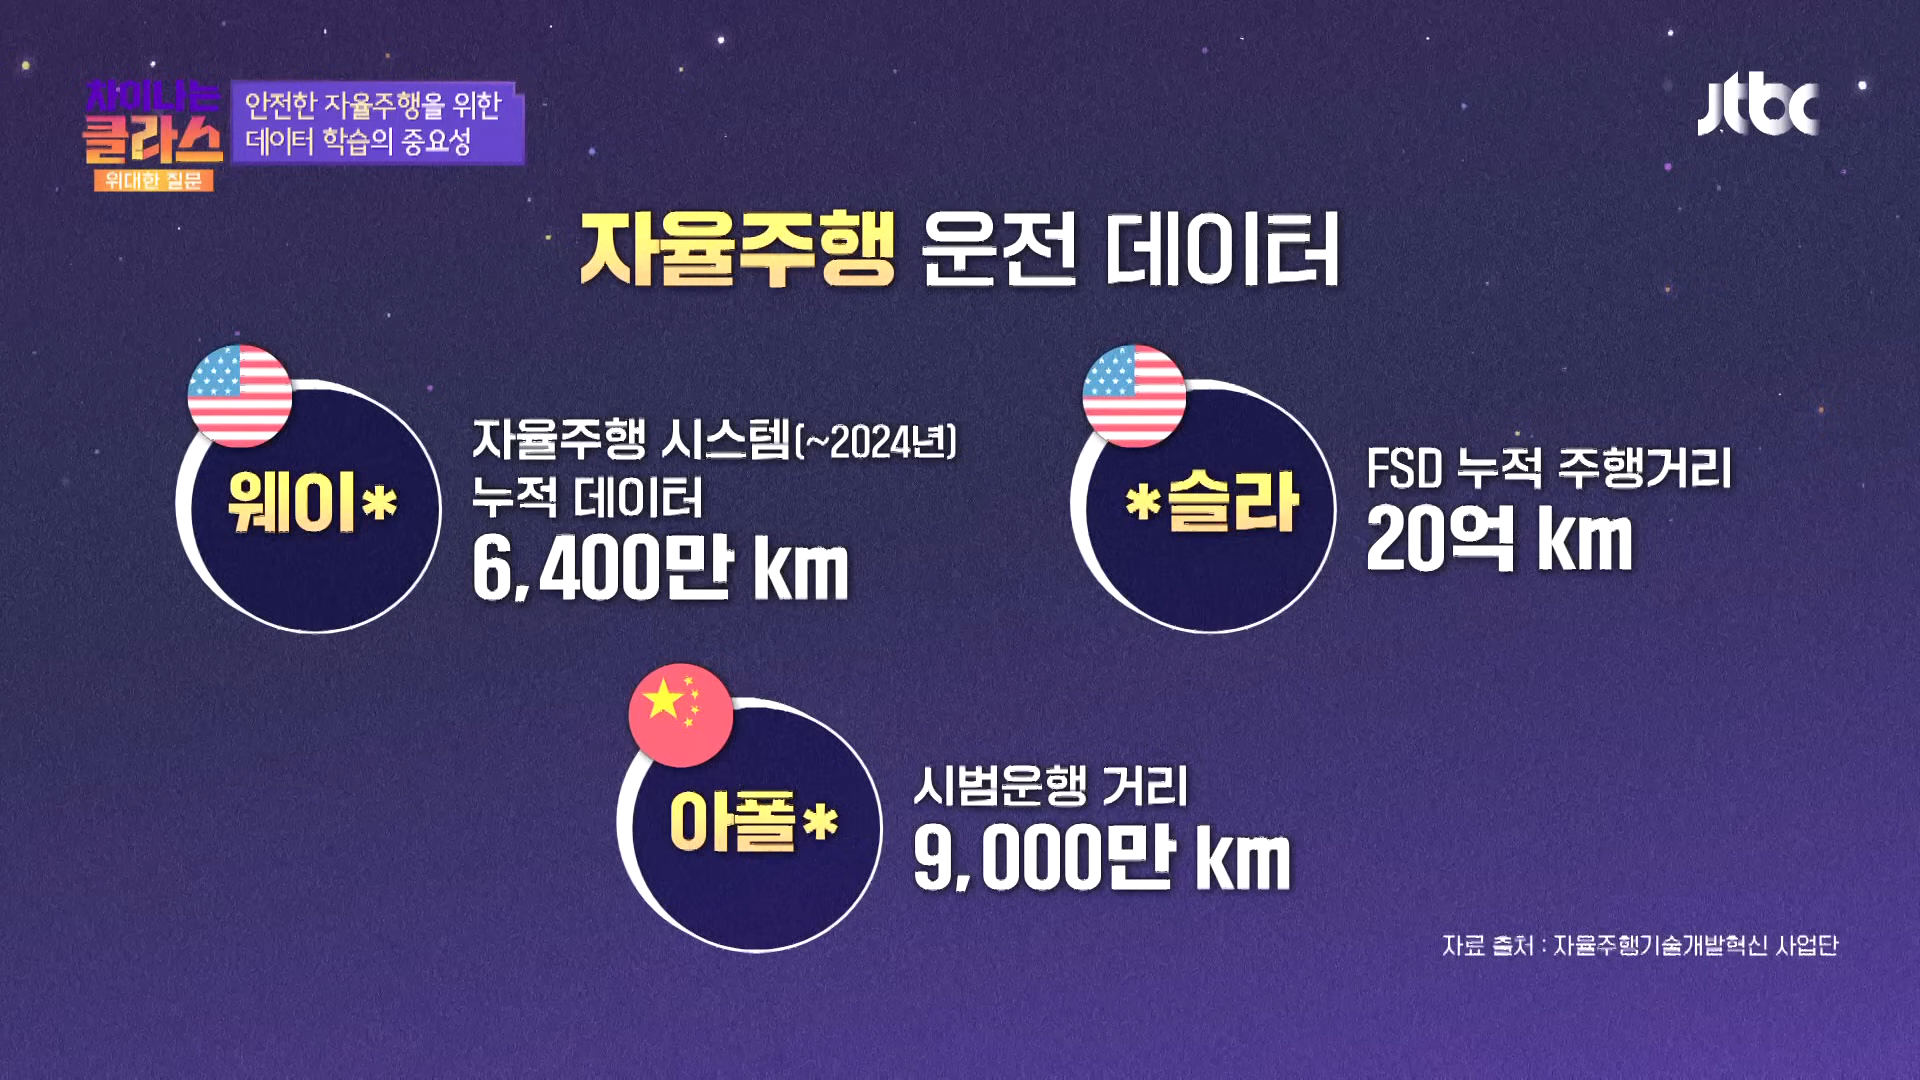 차이나는
클라스
위대한 질문
안전한 자율주행을 위한
데이터 학습의 중요성
jtbc
자율주행 운전 데이터
웨이*
자율주행 시스템(~2024년)
누적 데이터
6,400만 km
*슬라
FSD 누적 주행거리
20억 km
아폴*
시범운행 거리
9,000만 km
자료 출처 : 자율주행기술개발혁신 사업단